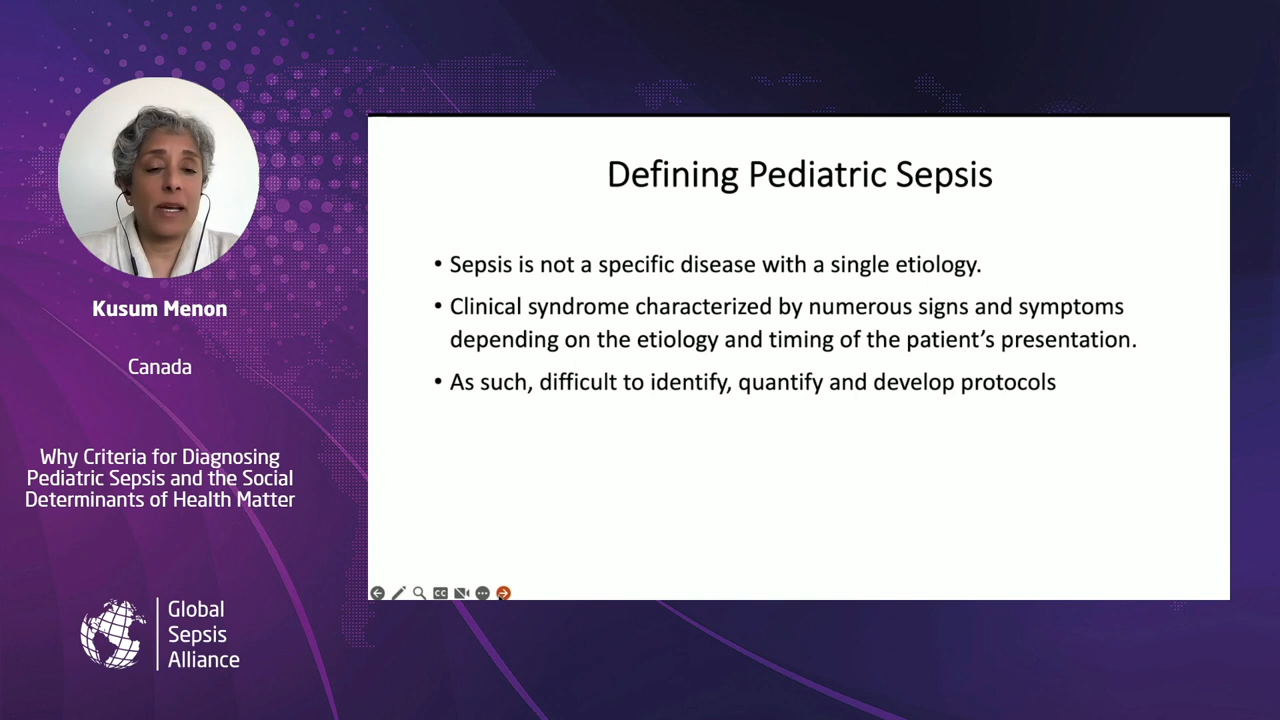 Kusum Menon
Canada
Why Criteria for Diagnosing
Pediatric Sepsis and the Social
Determinants of Health Matter
Global
Sepsis
Alliance
Defining Pediatric Sepsis
• Sepsis is not a specific disease with a single etiology.
• Clinical syndrome characterized by numerous signs and symptoms
depending on the etiology and timing of the patient’s presentation.
• As such, difficult to identify, quantify and develop protocols
CC